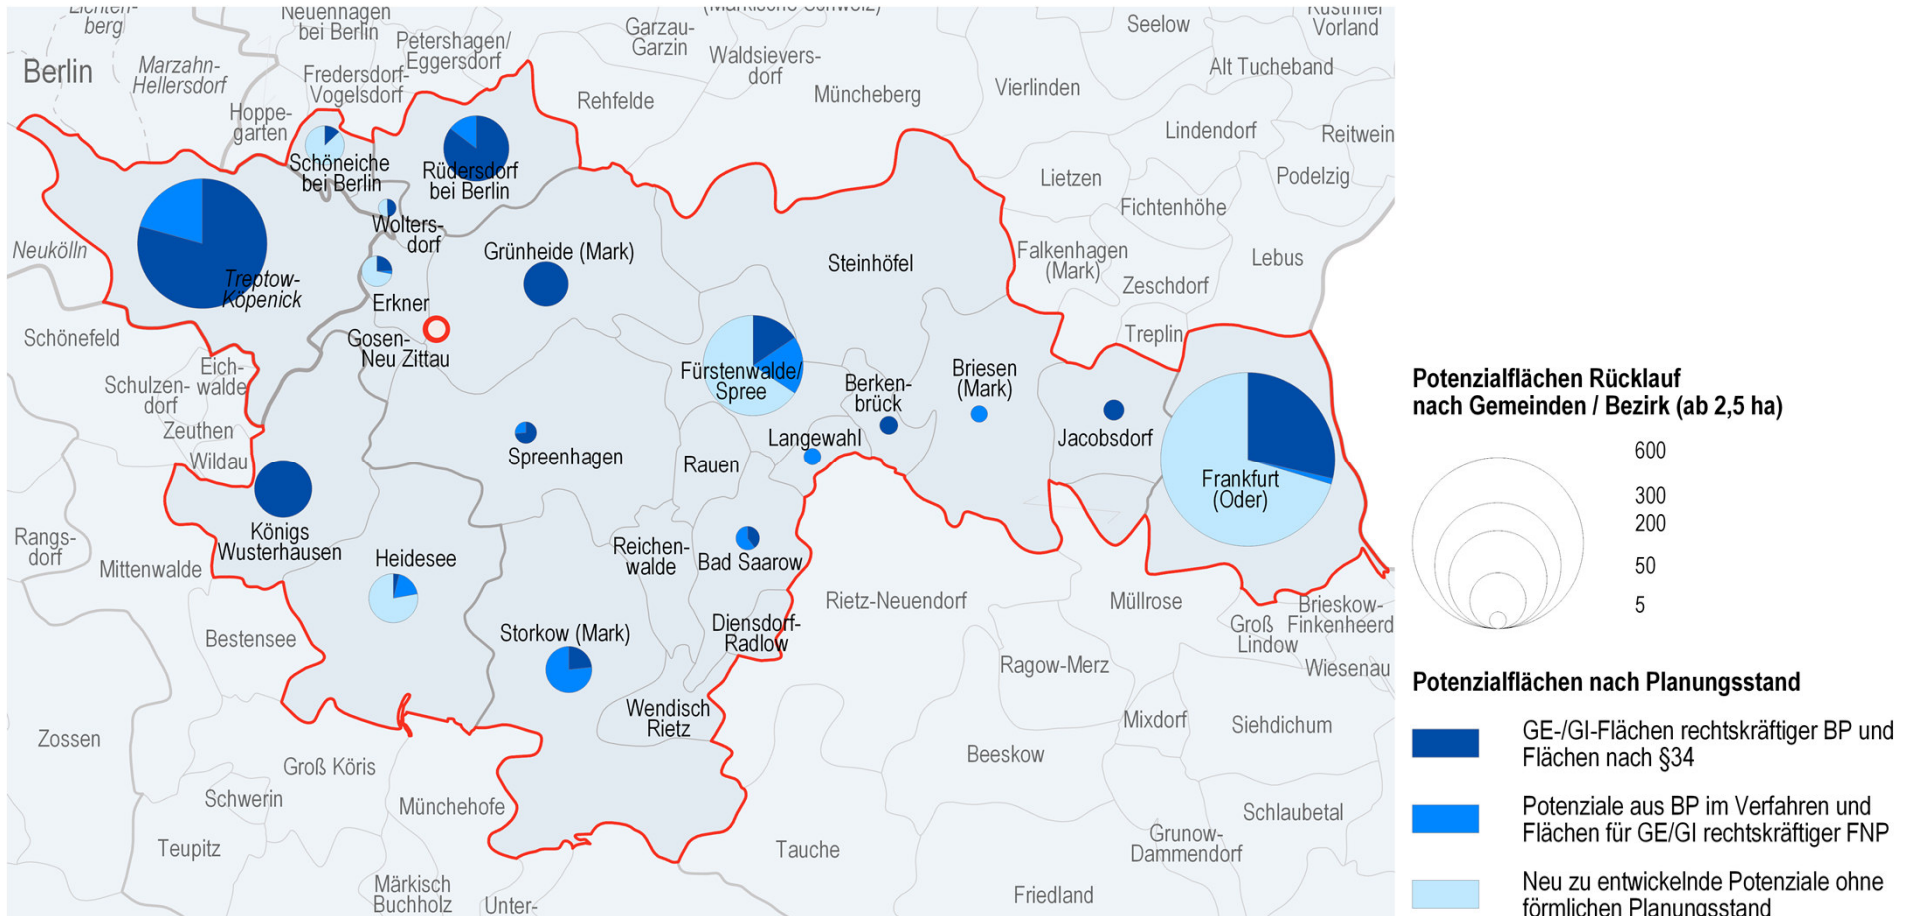 Lichten-
berg
Neuenhagen
bei Berlin
(Märkische Schweiz)
Küstriner
Vorland
Seelow
Garzau-
Garzin
Petershagen/
Eggersdorf
Waldsievers-
dorf
Berlin
Marzahn-
Hellersdorf
Fredersdorf-
Vogelsdorf
Rehfelde
Müncheberg
Vierlinden
Alt Tucheband
Hoppe-
garten
Lindendorf
Reitwein
Schöneiche
bei Berlin
Rüdersdorf
bei Berlin
Lietzen
Podelzig
Fichtenhöhe
Wolters-
dorf
Neukölln
Treptow-
Köpenick
Grünheide (Mark)
Steinhöfel
Falkenhagen
(Mark)
Lebus
Zeschdorf
Erkner
Schönefeld
Gosen-
Neu Zittau
Treplin
Eich-
walde
Schulzen-
dorf
Fürstenwalde/
Spree
Berken-
brück
Briesen
(Mark)
Zeuthen
Wildau
Spreenhagen
Rauen
Langewahl
Jacobsdorf
Frankfurt
(Oder)
Königs
Wusterhausen
Rangs-
dorf
Mittenwalde
Heidesee
Reichen-
walde
Bad Saarow
Rietz-Neuendorf
Müllrose
Brieskow-
Finkenheerd
Groß
Lindow
Wiesenau
Bestensee
Storkow (Mark)
Diensdorf-
Radlow
Ragow-Merz
Wendisch
Rietz
Mixdorf
Siehdichum
Zossen
Groß Köris
Beeskow
Schwerin
Münchehofe
Schlaubetal
Teupitz
Tauche
Grunow-
Dammendorf
Märkisch
Buchholz
Unter-
Friedland
Potenzialflächen Rücklauf
nach Gemeinden / Bezirk (ab 2,5 ha)
600
300
200
50
5
Potenzialflächen nach Planungsstand
GE-/GI-Flächen rechtskräftiger BP und
Flächen nach §34
Potenziale aus BP im Verfahren und
Flächen für GE/GI rechtskräftiger FNP
Neu zu entwickelnde Potenziale ohne
förmlichen Planungsstand